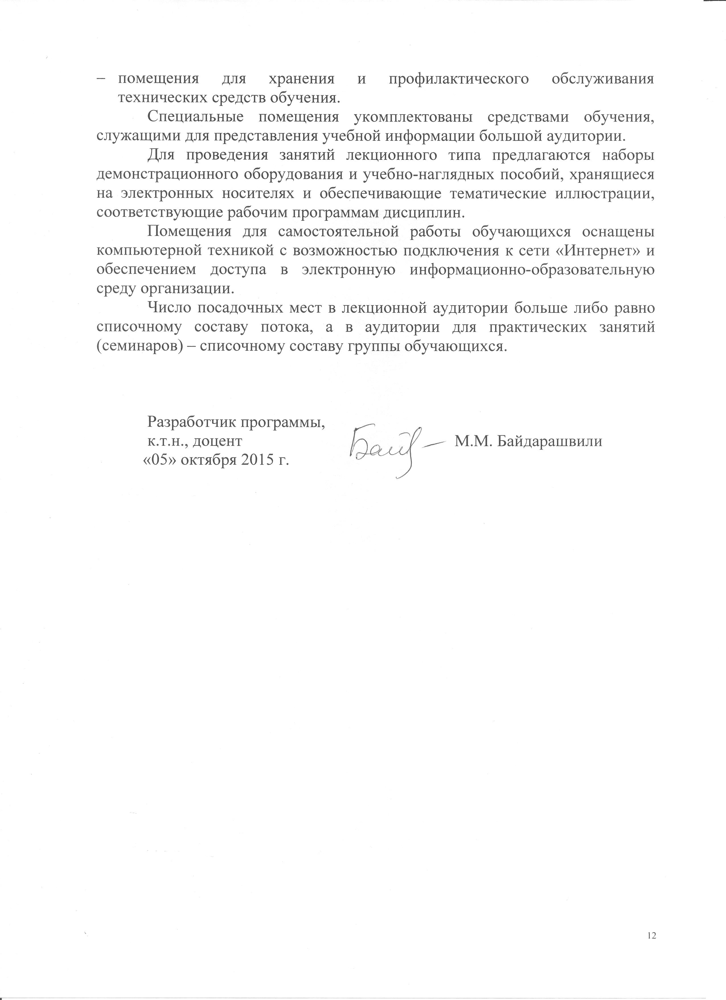 – помещения для хранения и профилактического обслуживания
технических средств обучения.
Специальные помещения укомплектованы средствами обучения,
служащими для представления учебной информации большой аудитории.
Для проведения занятий лекционного типа предлагаются наборы
демонстрационного оборудования и учебно-наглядных пособий, хранящиеся
на электронных носителях и обеспечивающие тематические иллюстрации,
соответствующие рабочим программам дисциплин.
Помещения для самостоятельной работы обучающихся оснащены
компьютерной техникой с возможностью подключения к сети «Интернет» и
обеспечением доступа в электронную информационно-образовательную
среду организации.
Число посадочных мест в лекционной аудитории больше либо равно
списочному составу потока, а в аудитории для практических занятий
(семинаров) – списочному составу группы обучающихся.
Разработчик программы,
к.т.н., доцент М.М. Байдарашвили
«05» октября 2015 г.
12